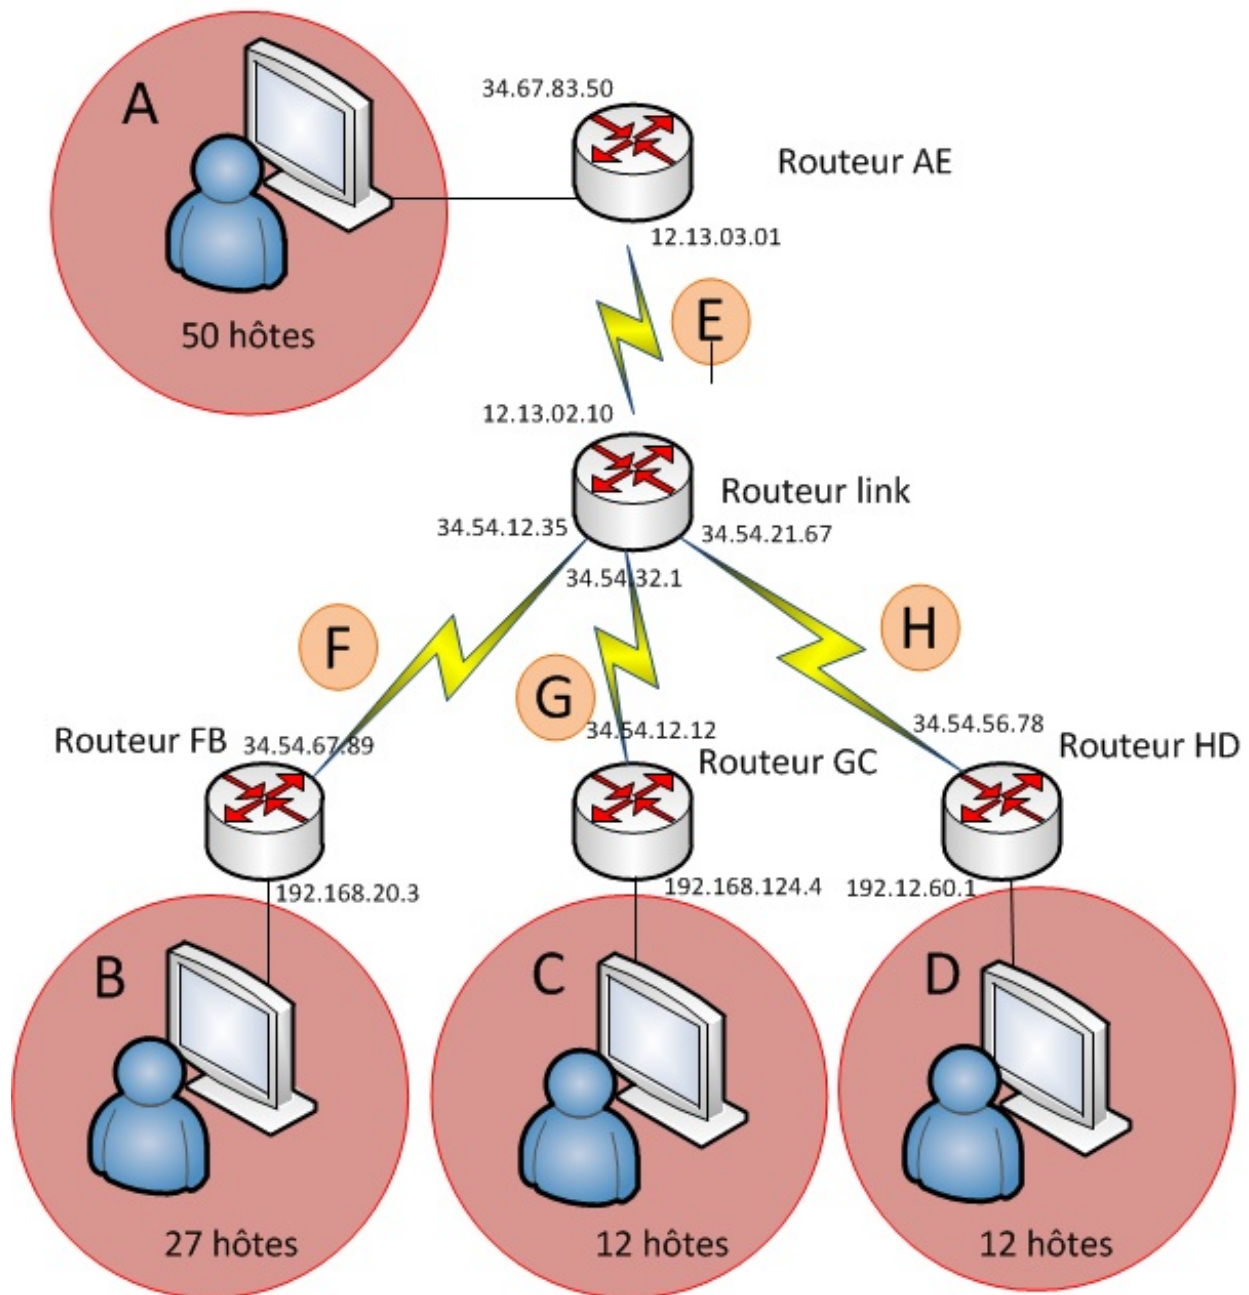 A
34.67.83.50
Routeur AE
12.13.03.01
50 hôtes
E
12.13.02.10
Routeur link
34.54.12.35
34.54.21.67
34.54.32.1
F
G
H
Routeur FB
34.54.67.89
34.54.12.12
34.54.56.78
Routeur GC
Routeur HD
192.168.20.3
192.168.124.4
192.12.60.1
B
C
D
27 hôtes
12 hôtes
12 hôtes